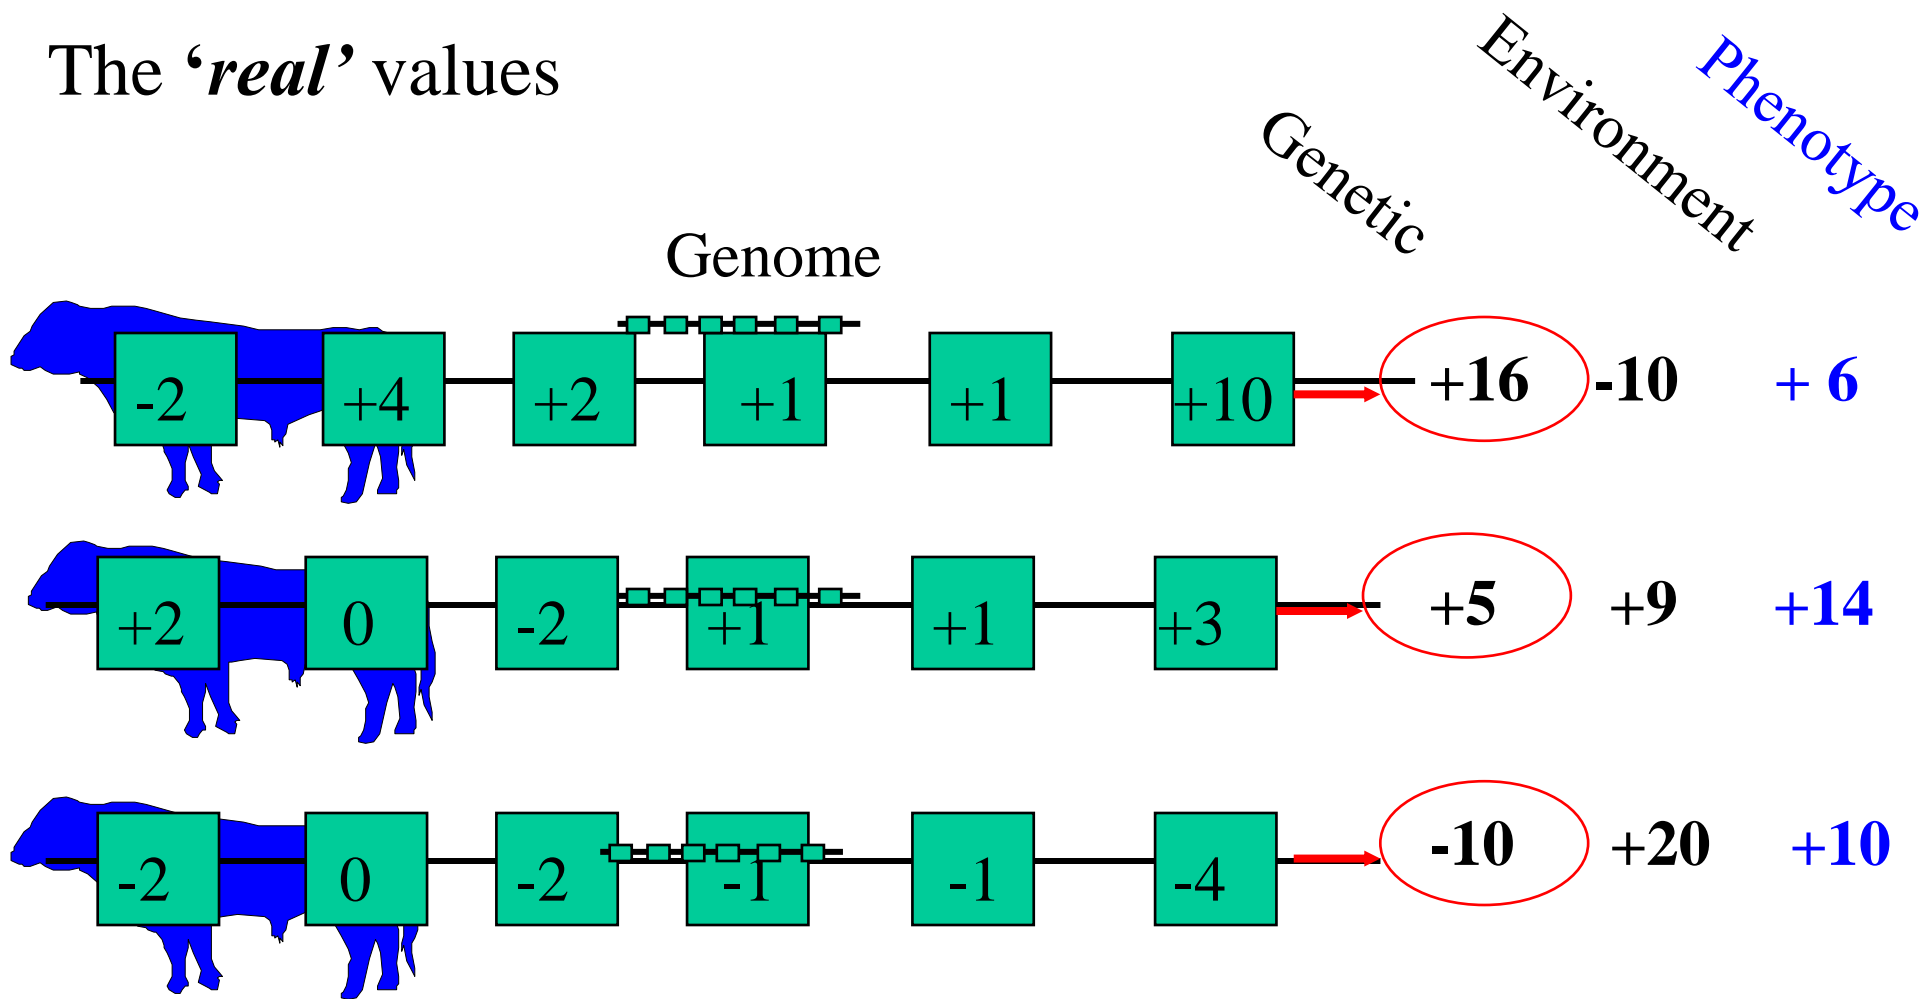 The ‘real’ values
Genetic
Environment
Phenotype
Genome
-2 +4 +2 +1 +1 +10 +16 -10 + 6
+2 0 -2 +1 +1 +3 +5 +9 +14
-2 0 -2 -1 -1 -4 -10 +20 +10